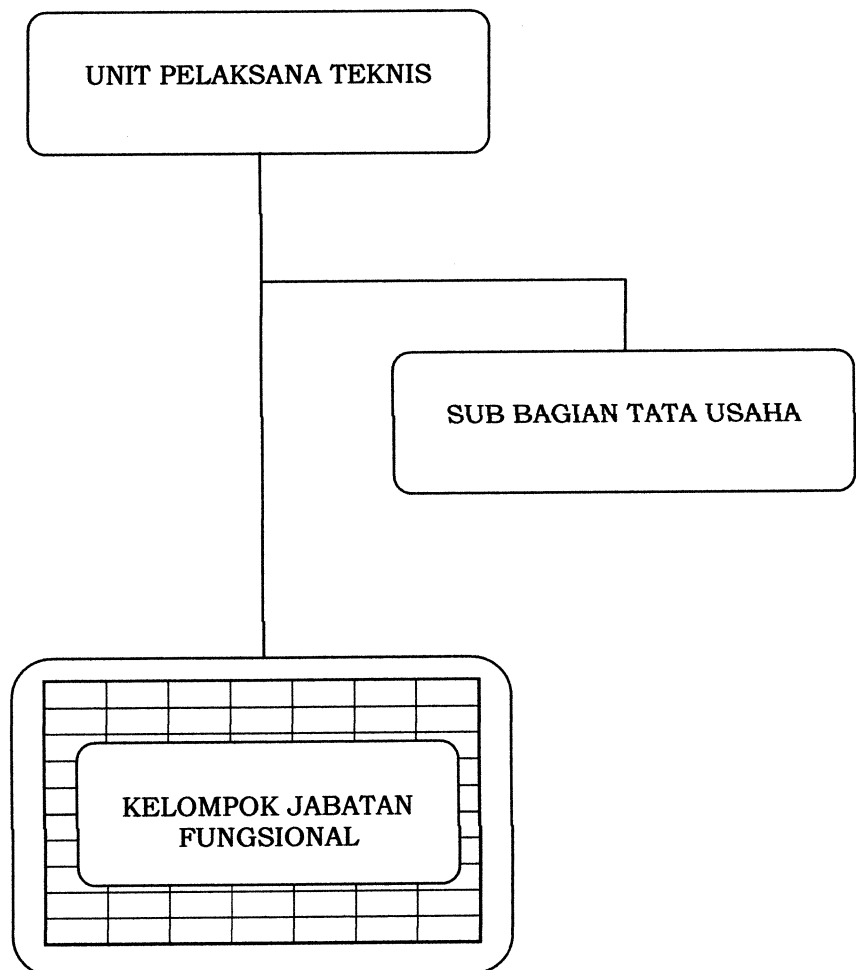 UNIT PELAKSANA TEKNIS
SUB BAGIAN TATA USAHA
KELOMPOK JABATAN
FUNGSIONAL